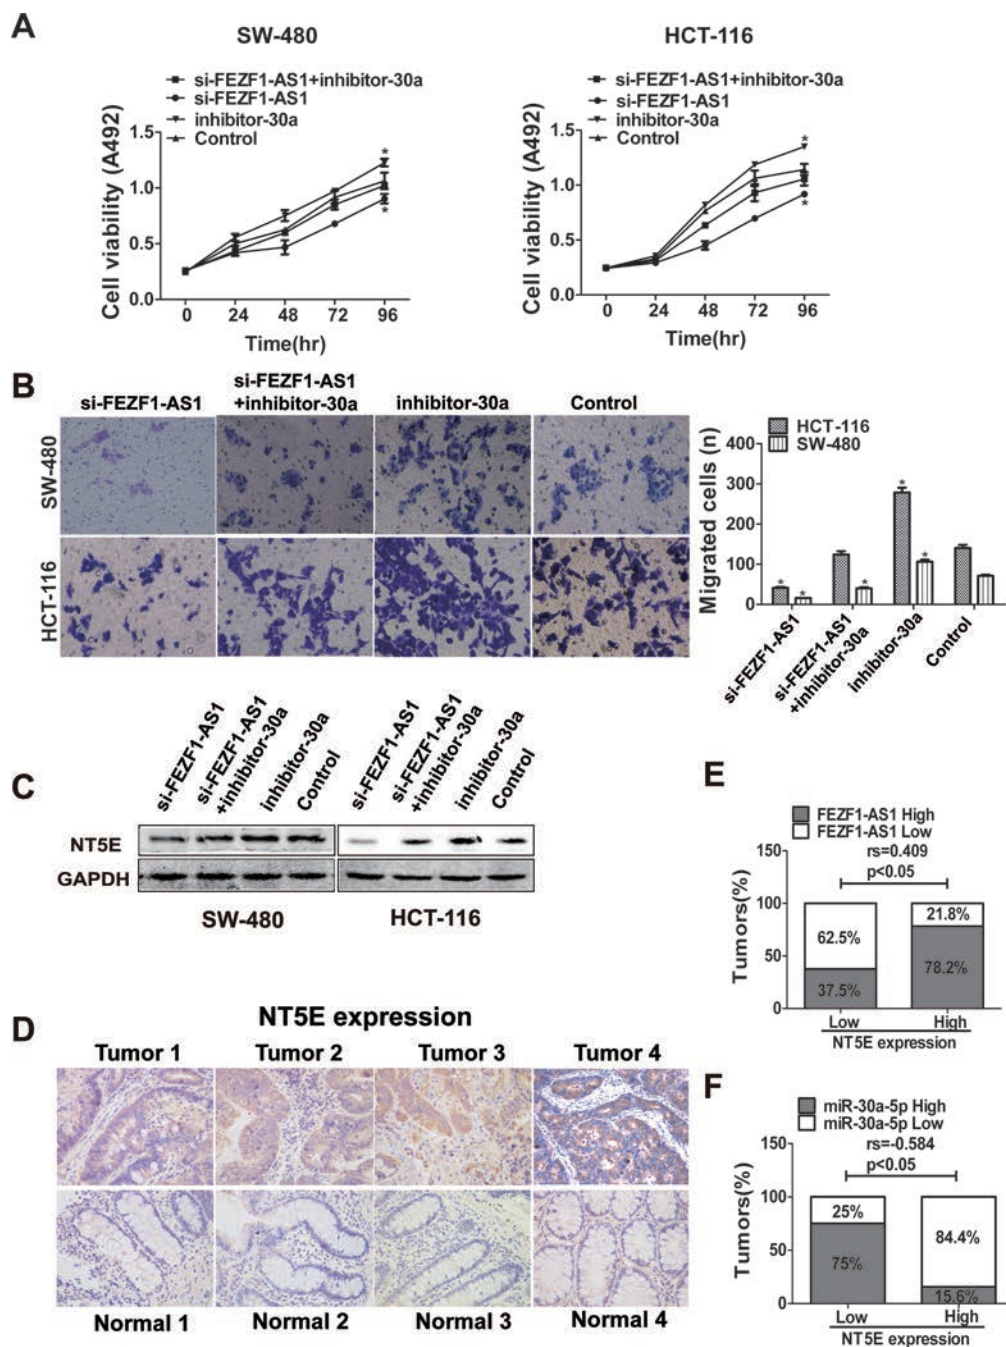 A
SW-480
si-FEZF1-AS1+inhibitor-30a
si-FEZF1-AS1
inhibitor-30a
Control
Cell viability (A492)
1.5
1.0
0.5
0.0
*
*
0 24 48 72 96
Time(hr)
HCT-116
si-FEZF1-AS1+inhibitor-30a
si-FEZF1-AS1
inhibitor-30a
Control
Cell viability (A492)
1.5
1.0
0.5
0.0
*
*
0 24 48 72 96
Time(hr)
B
si-FEZF1-AS1
si-FEZF1-AS1
+inhibitor-30a
inhibitor-30a
Control
SW-480
HCT-116
HCT-116
SW-480
Migrated cells (n)
400
300
200
100
0
* * * * *
si-FEZF1-AS1
si-FEZF1-AS1
+inhibitor-30a
inhibitor-30a
Control
C
si-FEZF1-AS1
si-FEZF1-AS1
+inhibitor-30a
inhibitor-30a
Control
si-FEZF1-AS1
si-FEZF1-AS1
+inhibitor-30a
inhibitor-30a
Control
NT5E
GAPDH
SW-480
HCT-116
D
NT5E expression
Tumor 1 Tumor 2 Tumor 3 Tumor 4
Normal 1 Normal 2 Normal 3 Normal 4
E
FEZF1-AS1 High
FEZF1-AS1 Low
rs=0.409
p<0.05
Tumors(%)
150
100
50
0
62.5%
37.5%
21.8%
78.2%
Low High
NT5E expression
F
miR-30a-5p High
miR-30a-5p Low
rs=-0.584
p<0.05
Tumors(%)
150
100
50
0
25%
75%
84.4%
15.6%
Low High
NT5E expression